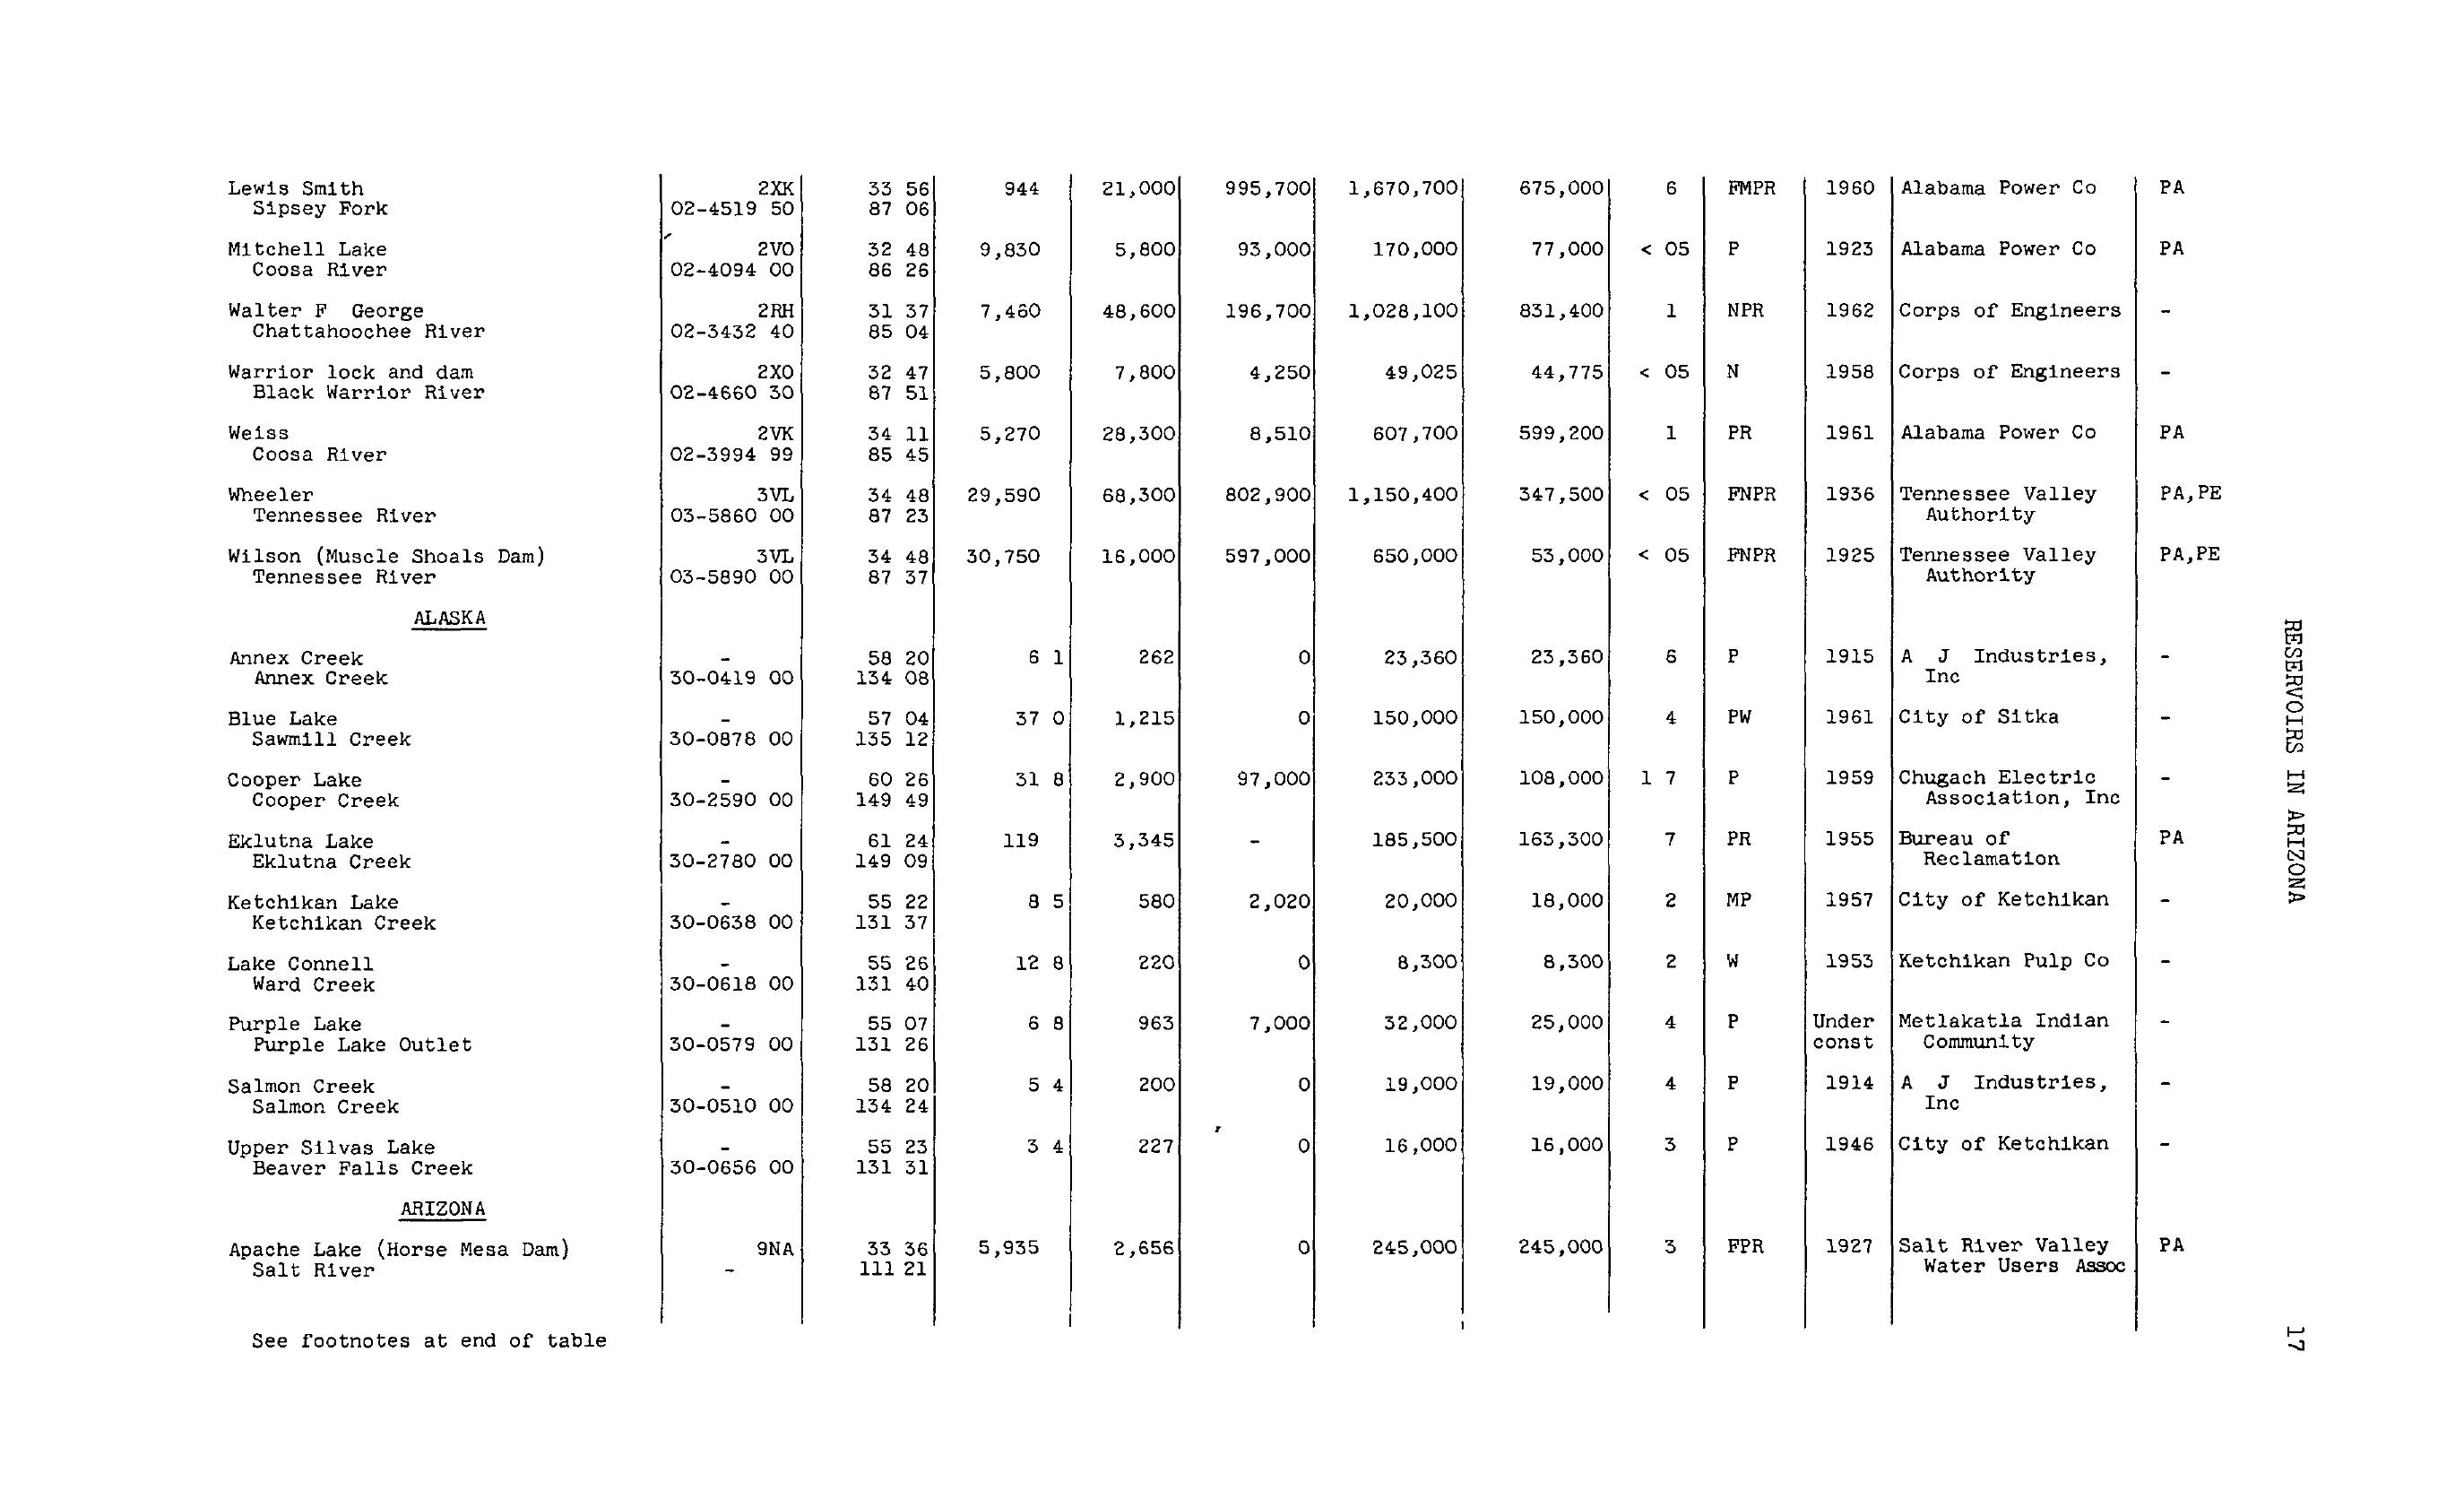 Lewis Smith 2XK 33 56 944 21,000 995,700 1,670,700 675,000 6 FMPR 1960 Alabama Power Co PA
Sipsey Fork 02-4519 50 87 06
Mitchell Lake 2VO 32 48 9,830 5,800 93,000 170,000 77,000 < 05 P 1923 Alabama Power Co PA
Coosa River 02-4094 00 86 26
Walter F George 2RH 31 37 7,460 48,600 196,700 1,028,100 831,400 1 NPR 1962 Corps of Engineers -
Chattahoochee River 02-3432 40 85 04
Warrior lock and dam 2XO 32 47 5,800 7,800 4,250 49,025 44,775 < 05 N 1958 Corps of Engineers -
Black Warrior River 02-4660 30 87 51
Weiss 2VK 34 11 5,270 28,300 8,510 607,700 599,200 1 PR 1961 Alabama Power Co PA
Coosa River 02-3994 99 85 45
Wheeler 3VL 34 48 29,590 68,300 802,900 1,150,400 347,500 < 05 FNPR 1936 Tennessee Valley PA,PE
Tennessee River 03-5860 00 87 23 Authority
Wilson (Muscle Shoals Dam) 3VL 34 48 30,750 16,000 597,000 650,000 53,000 < 05 FNPR 1925 Tennessee Valley PA,PE
Tennessee River 03-5890 00 87 37 Authority
ALASKA
Annex Creek - 58 20 6 1 262 0 23,360 23,360 6 P 1915 A J Industries, -
Annex Creek 30-0419 00 134 08 Inc
Blue Lake - 57 04 37 0 1,215 0 150,000 150,000 4 PW 1961 City of Sitka -
Sawmill Creek 30-0878 00 135 12
Cooper Lake - 60 26 31 8 2,900 97,000 233,000 108,000 1 7 P 1959 Chugach Electric -
Cooper Creek 30-2590 00 149 49 Association, Inc
Eklutna Lake - 61 24 119 3,345 - 185,500 163,300 7 PR 1955 Bureau of PA
Eklutna Creek 30-2780 00 149 09 Reclamation
Ketchikan Lake - 55 22 8 5 580 2,020 20,000 18,000 2 MP 1957 City of Ketchikan -
Ketchikan Creek 30-0638 00 131 37
Lake Connell - 55 26 12 8 220 0 8,300 8,300 2 W 1953 Ketchikan Pulp Co -
Ward Creek 30-0618 00 131 40
Purple Lake - 55 07 6 8 963 7,000 32,000 25,000 4 P Under Metlakatla Indian -
Purple Lake Outlet 30-0579 00 131 26 const Community
Salmon Creek - 58 20 5 4 200 0 19,000 19,000 4 P 1914 A J Industries, -
Salmon Creek 30-0510 00 134 24 Inc
Upper Silvas Lake - 55 23 3 4 227 0 16,000 16,000 3 P 1946 City of Ketchikan -
Beaver Falls Creek 30-0656 00 131 31
ARIZONA
Apache Lake (Horse Mesa Dam) 9NA 33 36 5,935 2,656 0 245,000 245,000 3 FPR 1927 Salt River Valley PA
Salt River - 111 21 Water Users Assoc
See footnotes at end of table
RESERVOIRS IN ARIZONA
17